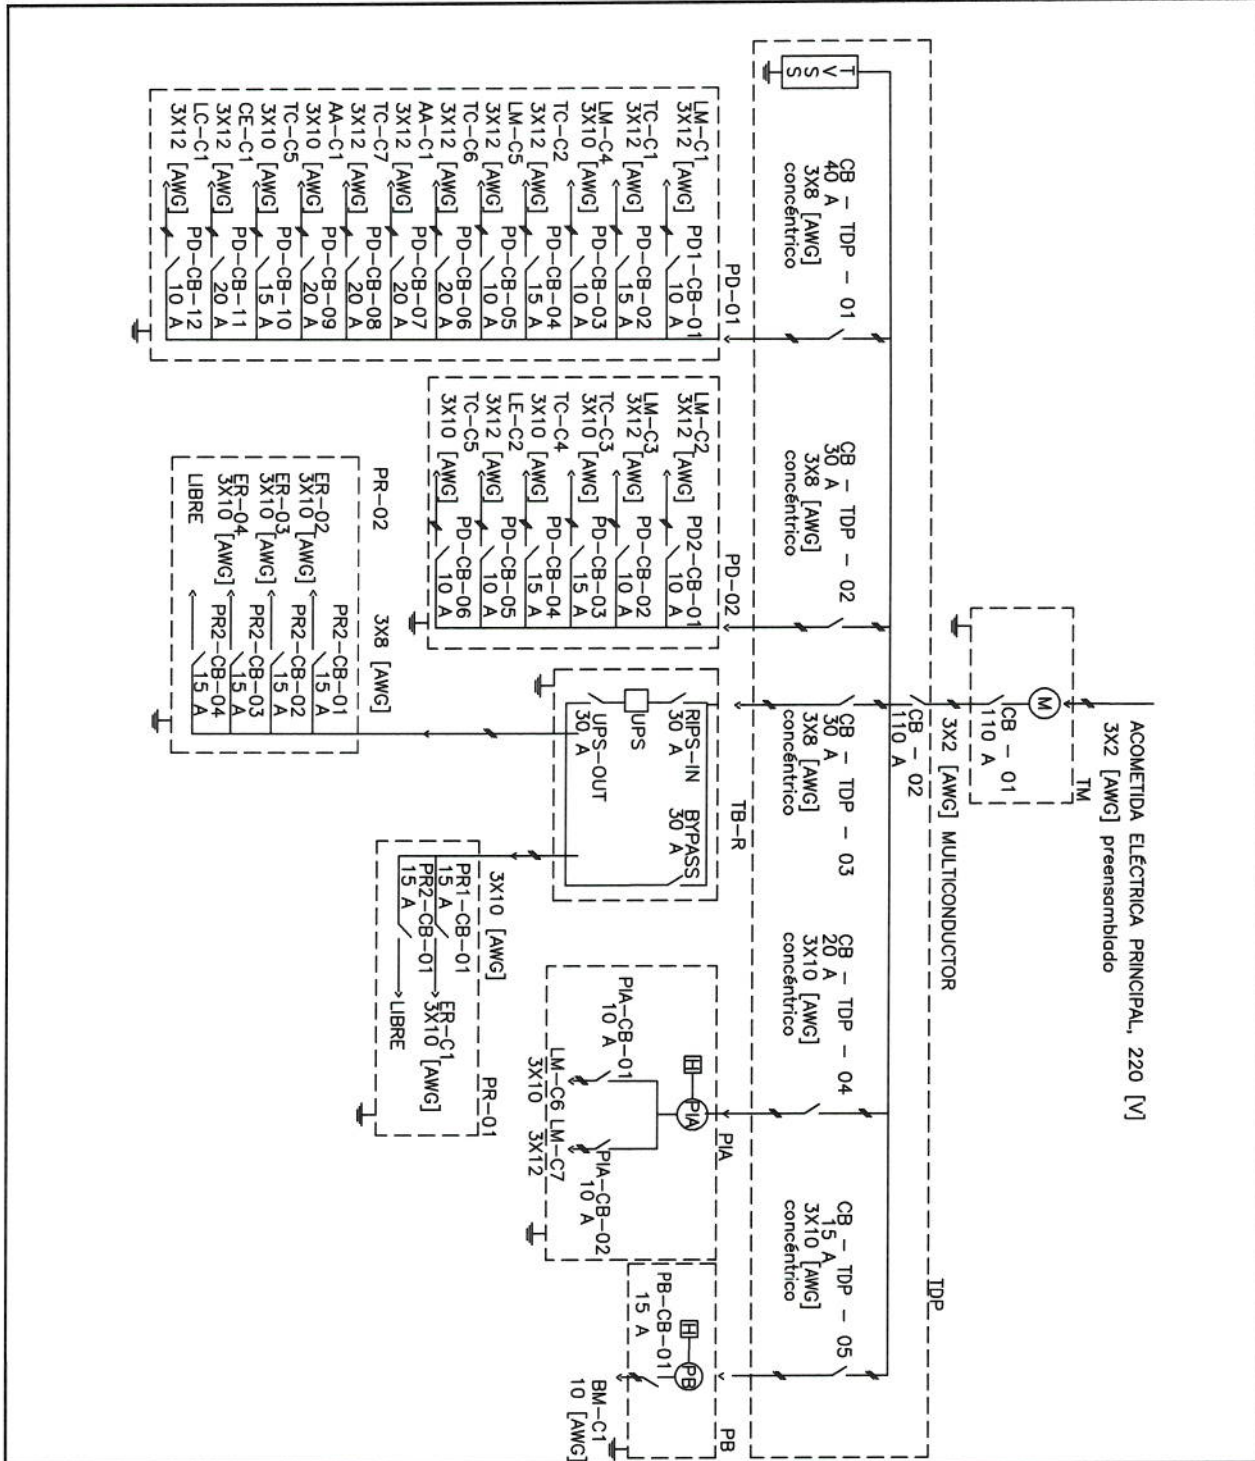 ACOMETIDA ELÉCTRICA PRINCIPAL, 220 [V]
3X2 [AWG] preensamblado
TM
M
CB - 01
110 A
3X2 [AWG] MULTICONDUCTOR
TDP
CB - 02
110 A
TVSS
CB - TDP - 01
40 A
3X8 [AWG]
concéntrico
CB - TDP - 02
30 A
3X8 [AWG]
concéntrico
CB - TDP - 03
30 A
3X8 [AWG]
concéntrico
CB - TDP - 04
20 A
3X10 [AWG]
concéntrico
CB - TDP - 05
15 A
3X10 [AWG]
concéntrico
PD-01
LM-C1 PD1-CB-01
3X12 [AWG] 10 A
TC-C1 PD-CB-02
3X12 [AWG] 15 A
LM-C4 PD-CB-03
3X10 [AWG] 10 A
TC-C2 PD-CB-04
3X12 [AWG] 15 A
LM-C5 PD-CB-05
3X12 [AWG] 10 A
TC-C6 PD-CB-06
3X12 [AWG] 20 A
AA-C1 PD-CB-07
3X12 [AWG] 20 A
TC-C7 PD-CB-08
3X12 [AWG] 20 A
AA-C1 PD-CB-09
3X10 [AWG] 20 A
TC-C5 PD-CB-10
3X10 [AWG] 15 A
CE-C1 PD-CB-11
3X12 [AWG] 20 A
LC-C1 PD-CB-12
3X12 [AWG] 10 A
PD-02
LM-C2 PD2-CB-01
3X12 [AWG] 10 A
LM-C3 PD-CB-02
3X12 [AWG] 10 A
TC-C3 PD-CB-03
3X10 [AWG] 15 A
TC-C4 PD-CB-04
3X10 [AWG] 15 A
LE-C2 PD-CB-05
3X12 [AWG] 10 A
TC-C5 PD-CB-06
3X10 [AWG] 10 A
TB-R
RIPS-IN
30 A
BYPASS
30 A
UPS
UPS-OUT
30 A
PIA
PIA
H
PIA-CB-01
10 A
PIA-CB-02
10 A
LM-C6 LM-C7
3X10 3X12
PB
PB
H
PB-CB-01
15 A
BM-C1
10 [AWG]
PR-02
3X8 [AWG]
ER-02 PR2-CB-01
3X10 [AWG] 15 A
ER-03 PR2-CB-02
3X10 [AWG] 15 A
ER-04 PR2-CB-03
3X10 [AWG] 15 A
LIBRE PR2-CB-04
15 A
3X10 [AWG]
PR-01
PR1-CB-01 ER-C1
15 A 3X10 [AWG]
PR2-CB-01
15 A LIBRE